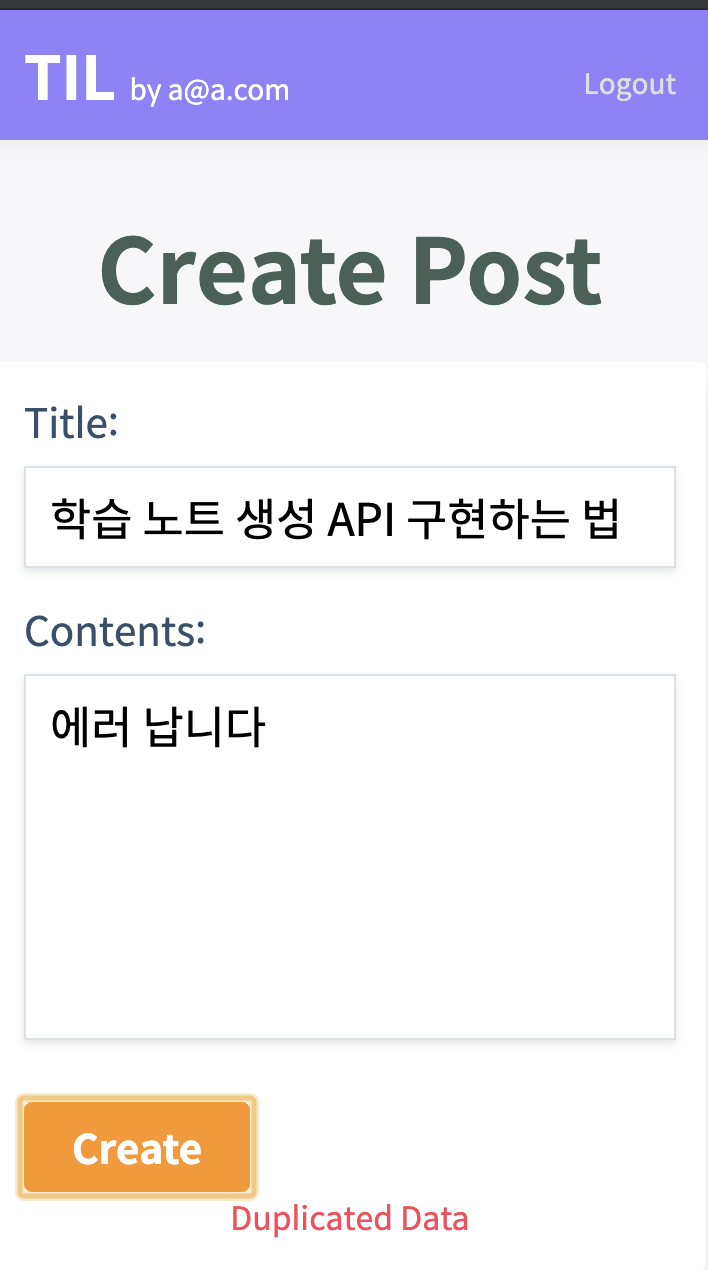 TIL by a@a.com
Logout
Create Post
Title:
학습 노트 생성 API 구현하는 법
Contents:
에러 납니다
Create
Duplicated Data